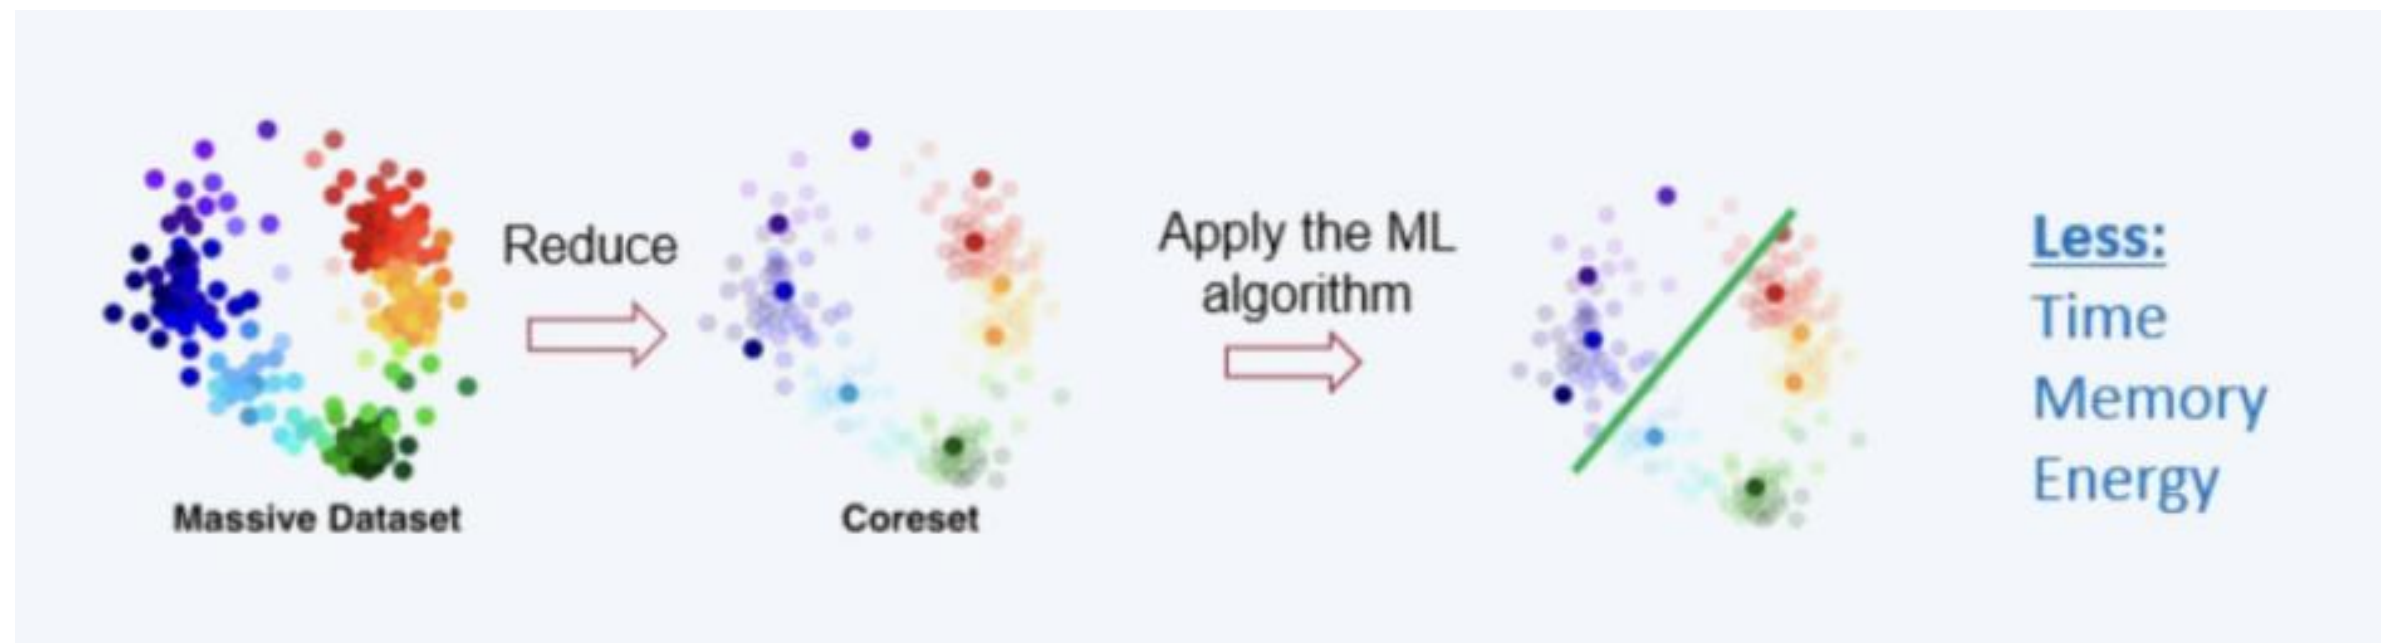 Reduce
Apply the ML
algorithm
Less:
Time
Memory
Energy
Massive Dataset
Coreset